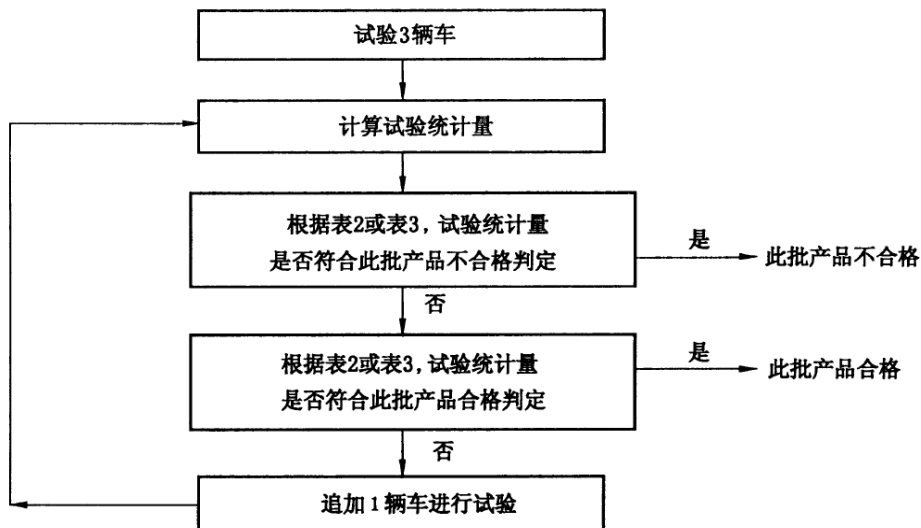 试验3辆车
计算试验统计量
根据表2或表3,试验统计量
是否符合此批产品不合格判定
是
此批产品不合格
否
根据表2或表3,试验统计量
是否符合此批产品合格判定
是
此批产品合格
否
追加1辆车进行试验